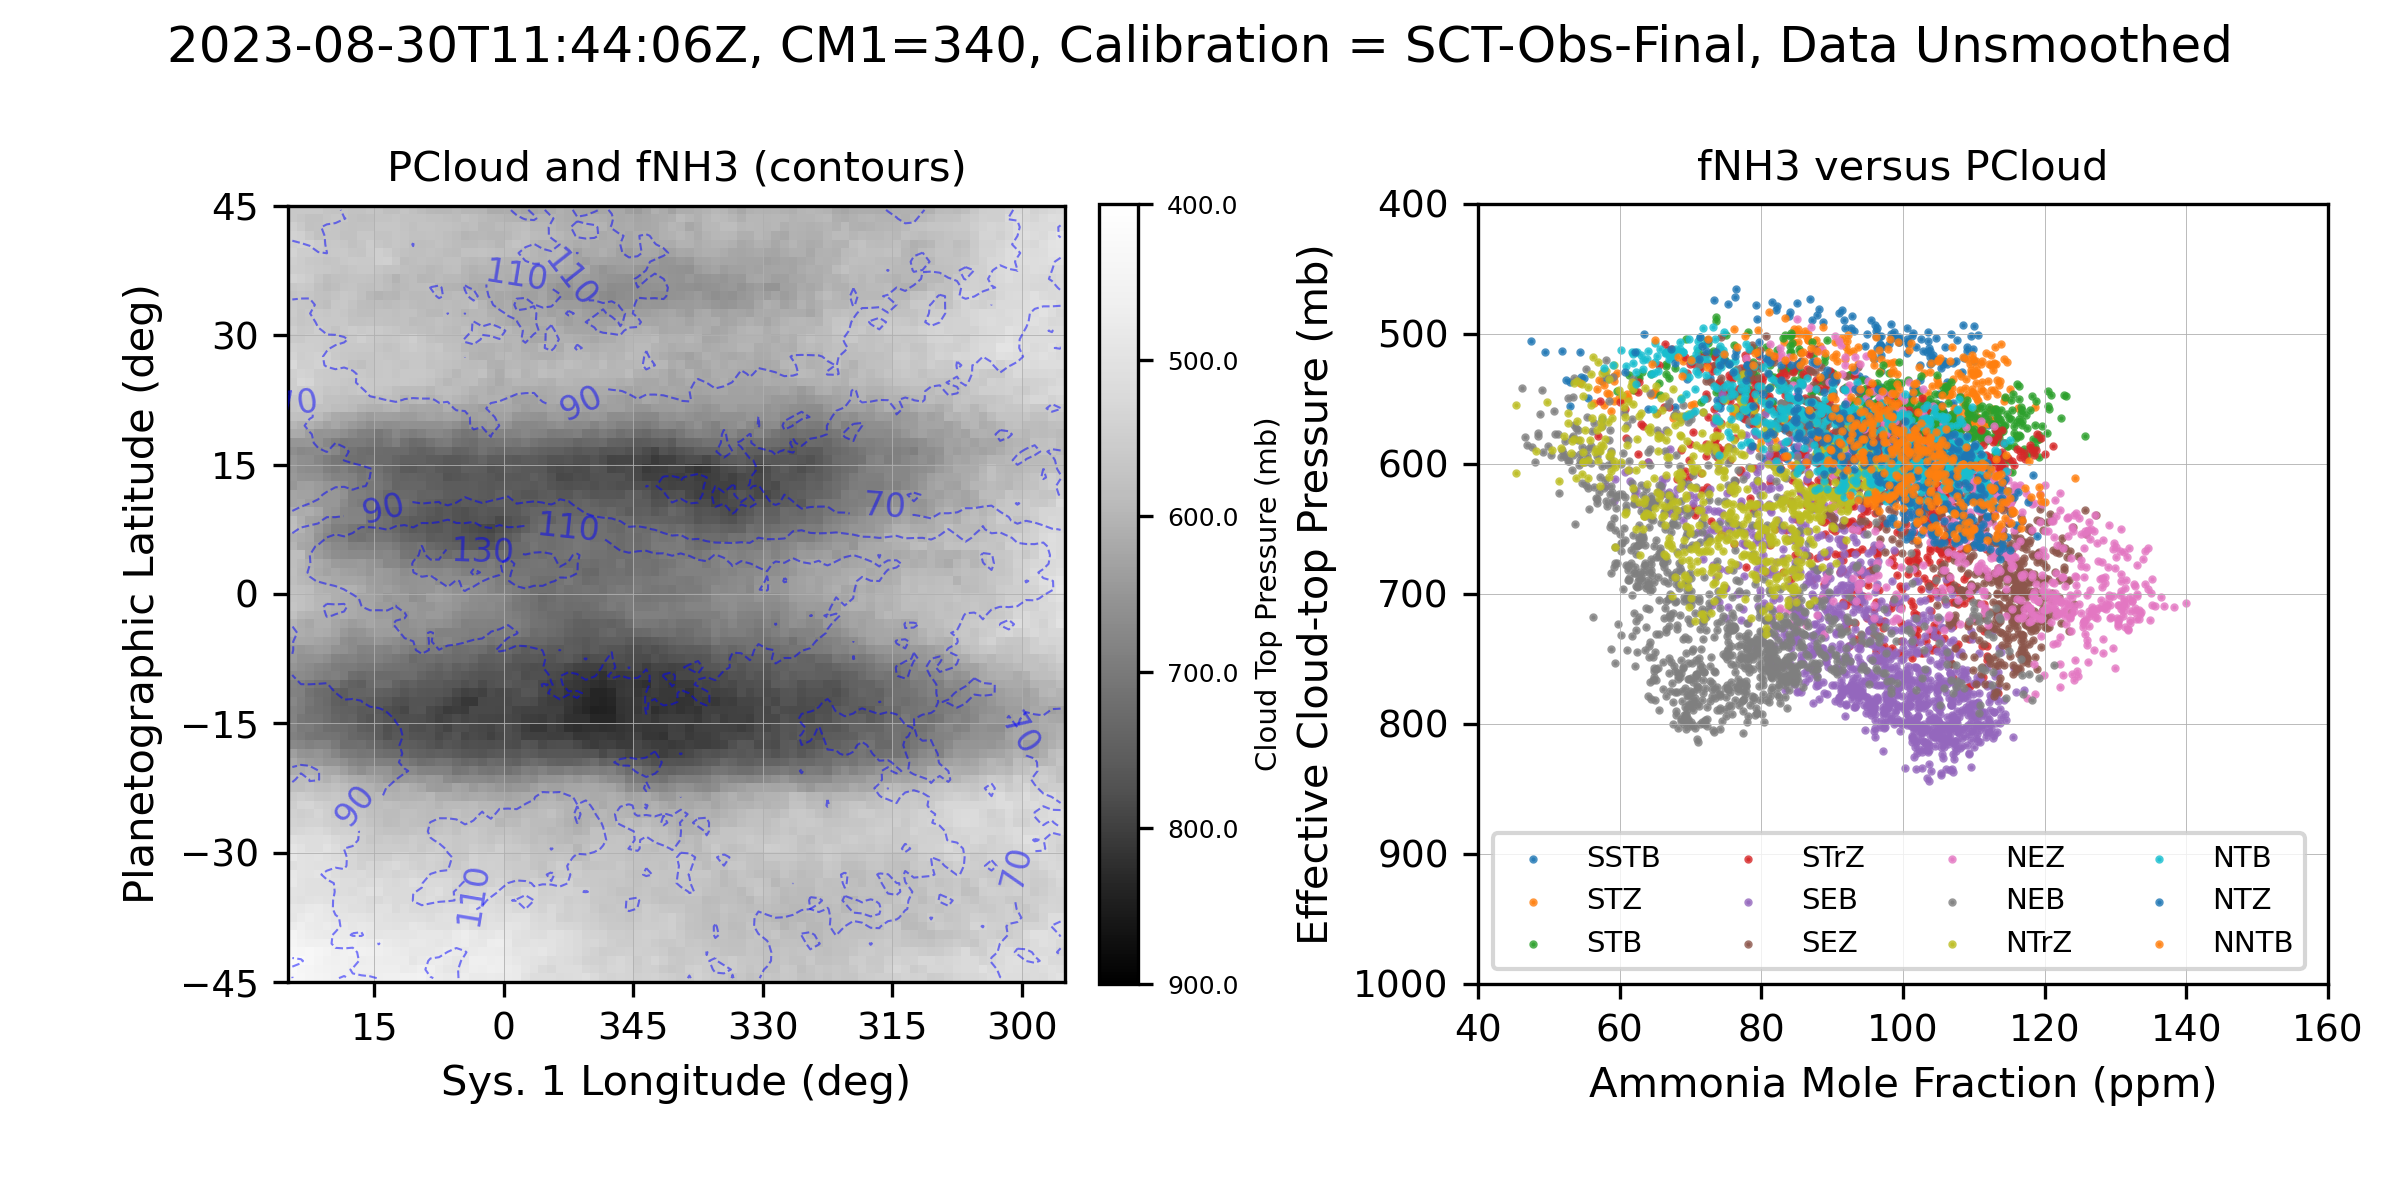 2023-08-30T11:44:06Z, CM1=340, Calibration = SCT-Obs-Final, Data Unsmoothed
PCloud and fNH3 (contours)
Planetographic Latitude (deg)
45
30
15
0
−15
−30
−45
15
0
345
330
315
300
Sys. 1 Longitude (deg)
110
110
90
90
70
110
130
70
90
110
70
400.0
500.0
600.0
700.0
800.0
900.0
Cloud Top Pressure (mb)
fNH3 versus PCloud
Effective Cloud-top Pressure (mb)
400
500
600
700
800
900
1000
40
60
80
100
120
140
160
Ammonia Mole Fraction (ppm)
SSTB
STZ
STB
STrZ
SEB
SEZ
NEZ
NEB
NTrZ
NTB
NTZ
NNTB